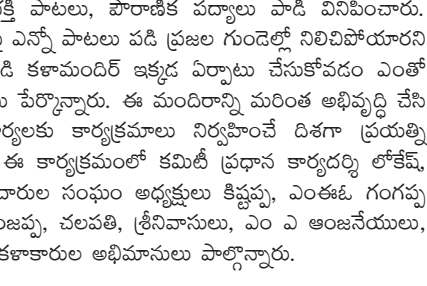 క్తి పాటలు, పౌరాణిక పద్యాలు పాడి వినిపించారు.
ఎన్నో పాటలు పడి ప్రజల గుండెల్లో నిలిచిపోయారని
డి కళామందిర్ ఇక్కడ ఏర్పాటు చేసుకోవడం ఎంతో
పేర్కొన్నారు. ఈ మందిరాన్ని మరింత అభివృద్ధి చేసి
ర్యలకు కార్యక్రమాలు నిర్వహించే దిశగా ప్రయత్ని
ఈ కార్యక్రమంలో కమిటీ ప్రధాన కార్యదర్శి లోకేష్,
చారుల సంఘం అధ్యక్షులు కిష్టప్ప, ఎంఈఓ గంగప్ప
ంజప్ప, చలపతి, శ్రీనివాసులు, ఎం ఎ ఆంజనేయులు,
కళాకారుల అభిమానులు పాల్గొన్నారు.